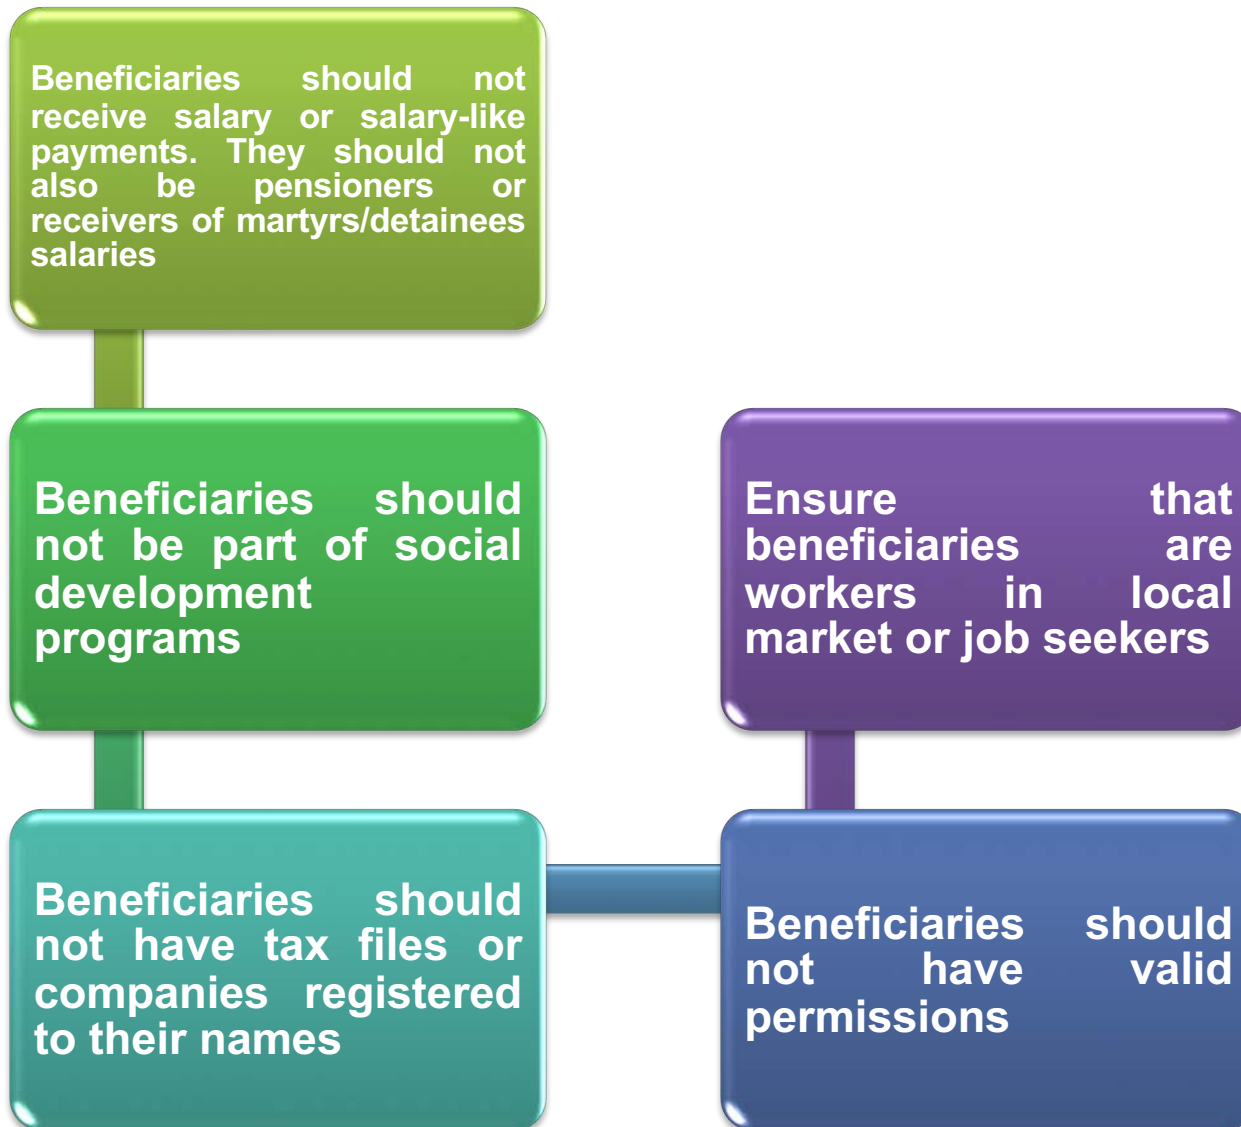 Beneficiaries should not
receive salary or salary-like
payments. They should not
also be pensioners or
receivers of martyrs/detainees
salaries
Beneficiaries should
not be part of social
development
programs
Beneficiaries should
not have tax files or
companies registered
to their names
Beneficiaries should
not have valid
permissions
Ensure that
beneficiaries are
workers in local
market or job seekers